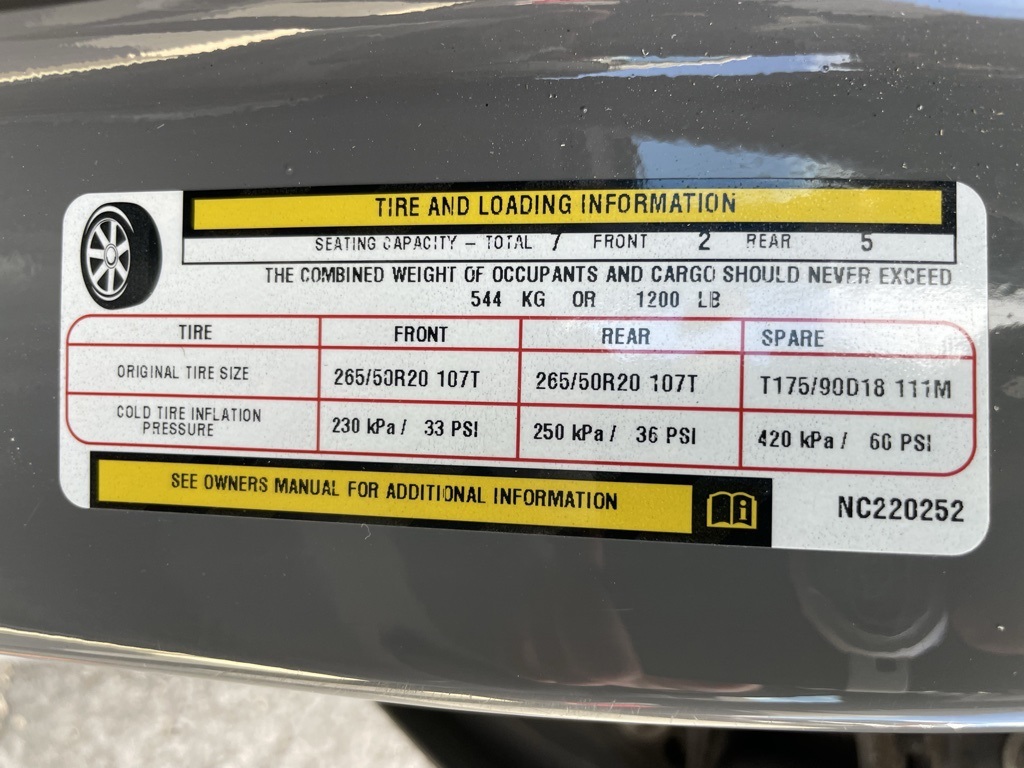 TIRE AND LOADING INFORMATION
SEATING CAPACITY – TOTAL 7 FRONT 2 REAR 5
THE COMBINED WEIGHT OF OCCUPANTS AND CARGO SHOULD NEVER EXCEED
544 KG OR 1200 LB
TIRE FRONT REAR SPARE
ORIGINAL TIRE SIZE 265/50R20 107T 265/50R20 107T T175/90D18 111M
COLD TIRE INFLATION
PRESSURE 230 kPa / 33 PSI 250 kPa / 36 PSI 420 kPa / 60 PSI
SEE OWNERS MANUAL FOR ADDITIONAL INFORMATION
NC220252